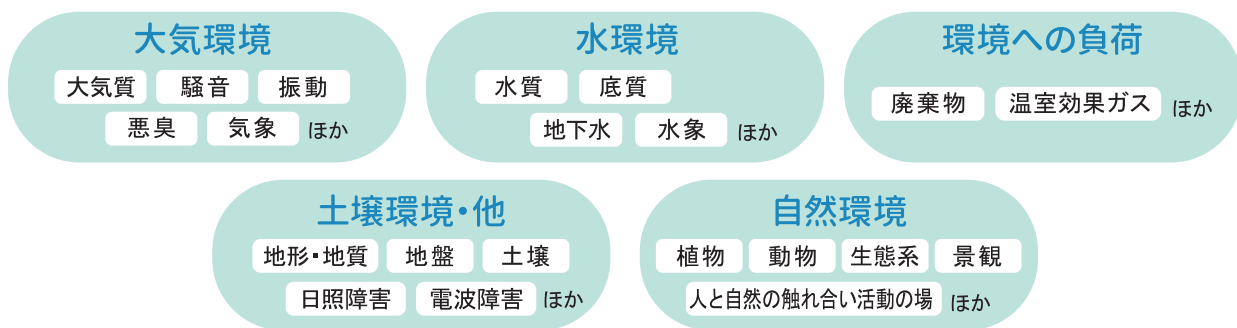 大気環境
大気質 騒音 振動
悪臭 気象 ほか
水環境
水質 底質
地下水 水象 ほか
環境への負荷
廃棄物 温室効果ガス ほか
土壌環境・他
地形・地質 地盤 土壌
日照障害 電波障害 ほか
自然環境
植物 動物 生態系 景観
人と自然の触れ合い活動の場 ほか